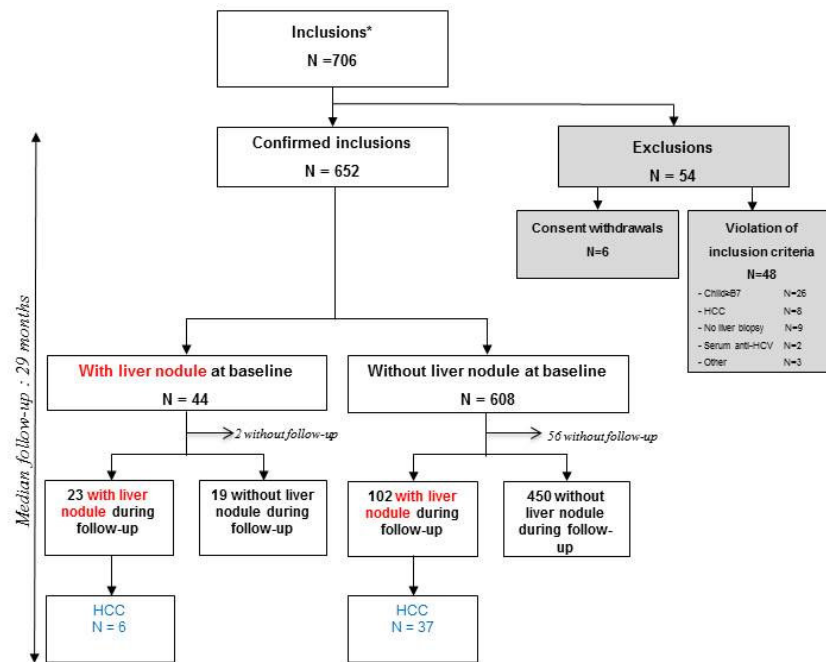 Inclusions*
N =706
Confirmed inclusions
N = 652
Exclusions
N = 54
Consent withdrawals
N=6
Violation of
inclusion criteria
N=48
- Child≥B7 N=26
- HCC N=8
- No liver biopsy N=9
- Serum anti-HCV N=2
- Other N=3
Median follow-up : 29 months
With liver nodule at baseline
N = 44
Without liver nodule at baseline
N = 608
2 without follow-up
56 without follow-up
23 with liver
nodule during
follow-up
19 without liver
nodule during
follow-up
102 with liver
nodule during
follow-up
450 without
liver nodule
during follow-
up
HCC
N = 6
HCC
N = 37